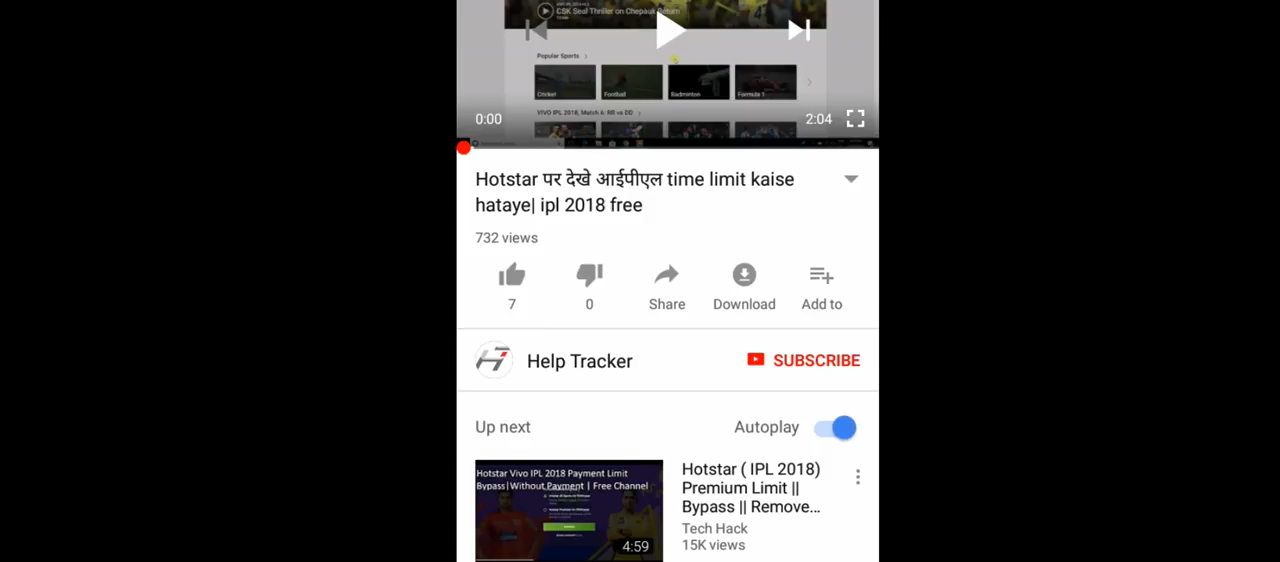 CSK Seal Thriller on Chepauk Return
Popular Sports
Cricket Football Badminton Formula 1
VIVO IPL 2018, Match 6: RR vs DD
0:00 2:04
Hotstar पर देखे आईपीएल time limit kaise
hataye| ipl 2018 free
732 views
7 0 Share Download Add to
Help Tracker SUBSCRIBE
Up next Autoplay
Hotstar Vivo IPL 2018 Payment Limit
Bypass|Without Payment | Free Channel
4:59
Hotstar ( IPL 2018)
Premium Limit ||
Bypass || Remove...
Tech Hack
15K views